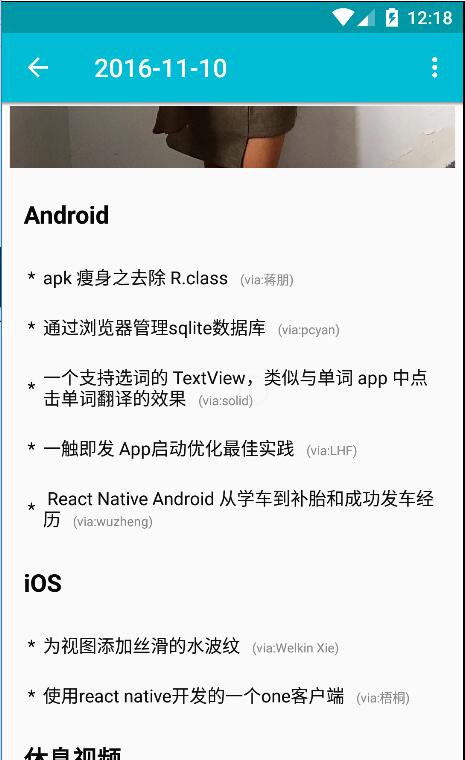 12:18
2016-11-10
Android
* apk 瘦身之去除 R.class (via:蒋朋)
* 通过浏览器管理sqlite数据库 (via:pcyan)
* 一个支持选词的 TextView，类似与单词 app 中点
击单词翻译的效果 (via:solid)
* 一触即发 App启动优化最佳实践 (via:LHF)
* React Native Android 从学车到补胎和成功发车经
历 (via:wuzheng)
iOS
* 为视图添加丝滑的水波纹 (via:Welkin Xie)
* 使用react native开发的一个one客户端 (via:梧桐)
休息视频